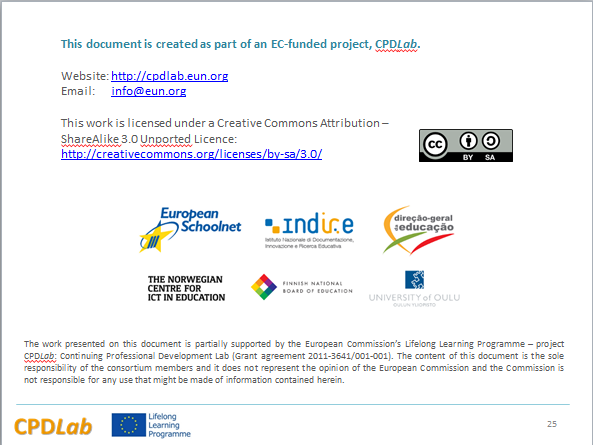 This document is created as part of an EC-funded project, CPDLab.
Website: http://cpdlab.eun.org
Email: info@eun.org
This work is licensed under a Creative Commons Attribution –
ShareAlike 3.0 Unported Licence:
http://creativecommons.org/licenses/by-sa/3.0/
cc
BY SA
European
Schoolnet
indire
Istituto Nazionale di Documentazione,
Innovazione e Ricerca Educativa
direção-geral
da educação
THE NORWEGIAN
CENTRE FOR
ICT IN EDUCATION
FINNISH NATIONAL
BOARD OF EDUCATION
UNIVERSITY OF OULU
OULUN YLIOPISTO
The work presented on this document is partially supported by the European Commission’s Lifelong Learning Programme – project
CPDLab: Continuing Professional Development Lab (Grant agreement 2011-3641/001-001). The content of this document is the sole
responsibility of the consortium members and it does not represent the opinion of the European Commission and the Commission is
not responsible for any use that might be made of information contained herein.
CPDLab
Lifelong
Learning
Programme
25